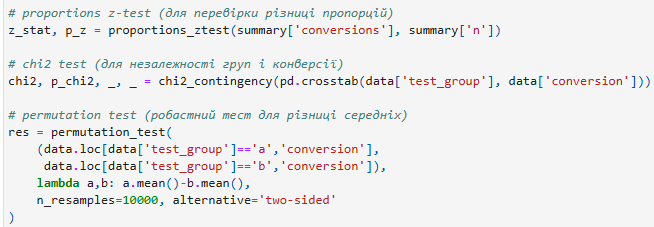 # proportions z-test (для перевірки різниці пропорцій)
z_stat, p_z = proportions_ztest(summary['conversions'], summary['n'])
# chi2 test (для незалежності груп і конверсії)
chi2, p_chi2, _, _ = chi2_contingency(pd.crosstab(data['test_group'], data['conversion']))
# permutation test (робастний тест для різниці середніх)
res = permutation_test(
    (data.loc[data['test_group']=='a','conversion'],
     data.loc[data['test_group']=='b','conversion']),
    lambda a,b: a.mean()-b.mean(),
    n_resamples=10000, alternative='two-sided'
)